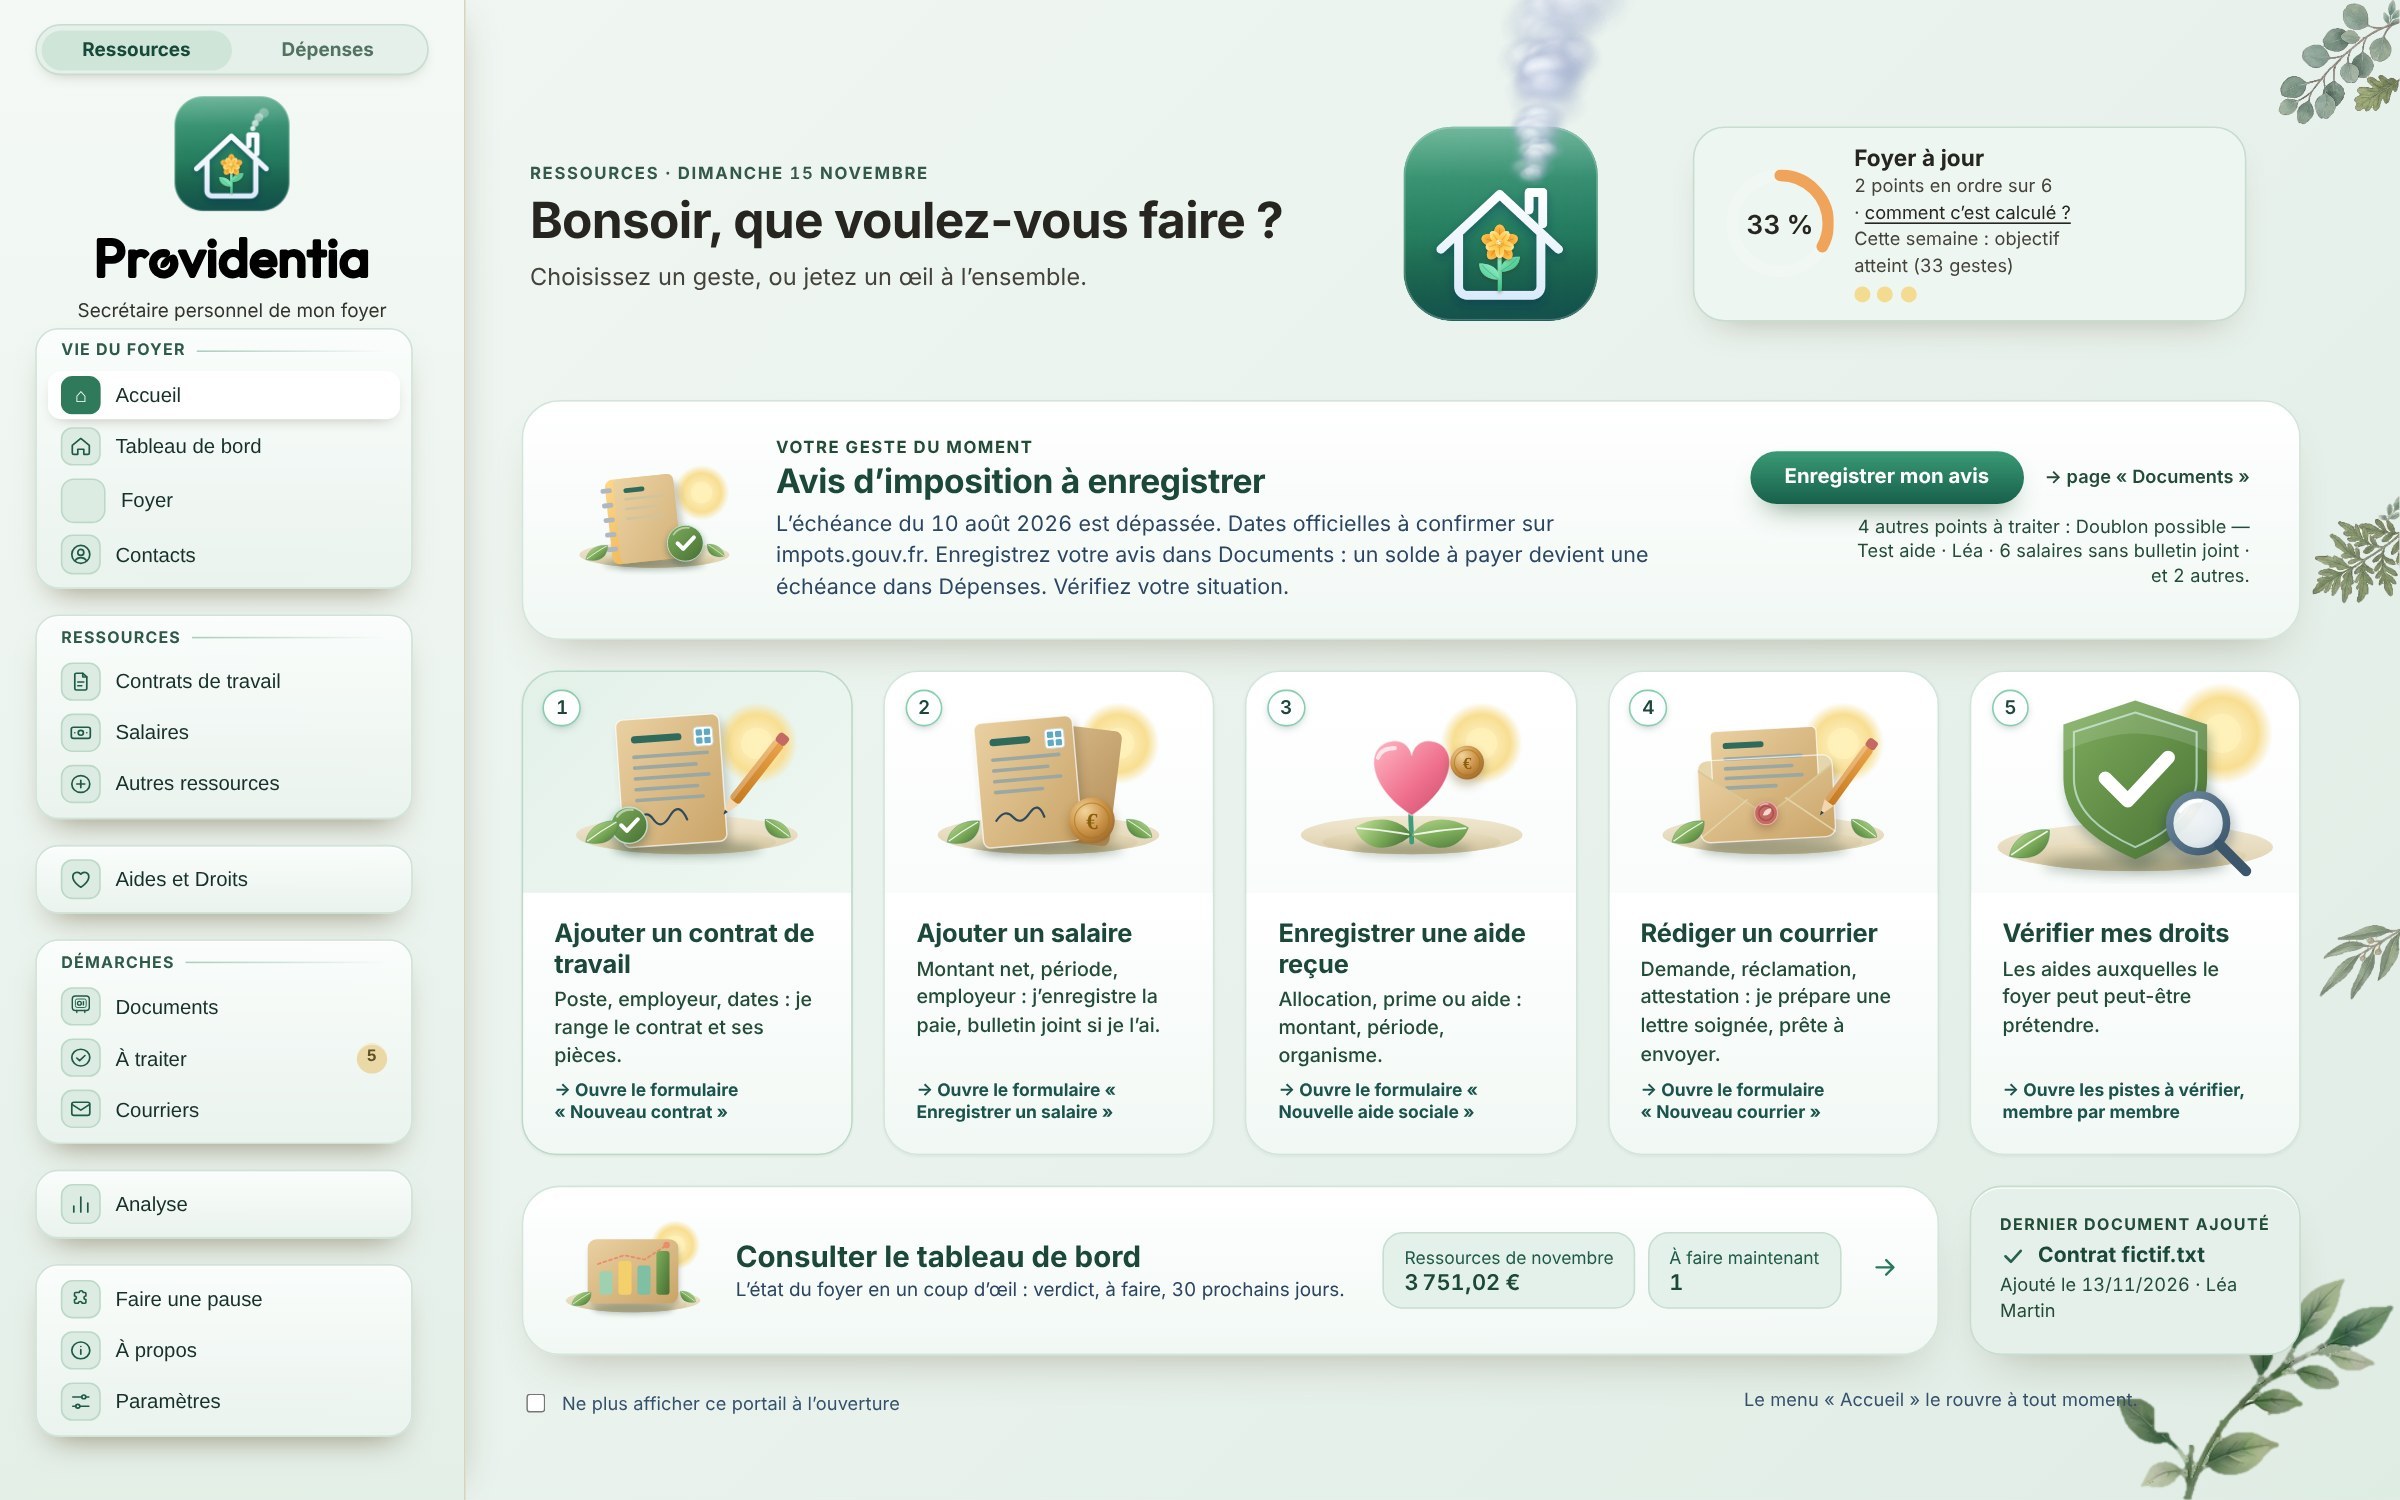 Ressources
Dépenses
Providentia
Secrétaire personnel de mon foyer
VIE DU FOYER
Accueil
Tableau de bord
Foyer
Contacts
RESSOURCES
Contrats de travail
Salaires
Autres ressources
Aides et Droits
DÉMARCHES
Documents
À traiter
5
Courriers
Analyse
Faire une pause
À propos
Paramètres
RESSOURCES · DIMANCHE 15 NOVEMBRE
Bonsoir, que voulez-vous faire ?
Choisissez un geste, ou jetez un œil à l’ensemble.
33 %
Foyer à jour
2 points en ordre sur 6
· comment c’est calculé ?
Cette semaine : objectif
atteint (33 gestes)
VOTRE GESTE DU MOMENT
Avis d’imposition à enregistrer
L’échéance du 10 août 2026 est dépassée. Dates officielles à confirmer sur
impots.gouv.fr. Enregistrez votre avis dans Documents : un solde à payer devient une
échéance dans Dépenses. Vérifiez votre situation.
Enregistrer mon avis
→ page « Documents »
4 autres points à traiter : Doublon possible —
Test aide · Léa · 6 salaires sans bulletin joint ·
et 2 autres.
1
Ajouter un contrat de
travail
Poste, employeur, dates : je
range le contrat et ses
pièces.
→ Ouvre le formulaire
« Nouveau contrat »
2
€
Ajouter un salaire
Montant net, période,
employeur : j’enregistre la
paie, bulletin joint si je l’ai.
→ Ouvre le formulaire «
Enregistrer un salaire »
3
€
Enregistrer une aide
reçue
Allocation, prime ou aide :
montant, période,
organisme.
→ Ouvre le formulaire «
Nouvelle aide sociale »
4
Rédiger un courrier
Demande, réclamation,
attestation : je prépare une
lettre soignée, prête à
envoyer.
→ Ouvre le formulaire
« Nouveau courrier »
5
Vérifier mes droits
Les aides auxquelles le
foyer peut peut-être
prétendre.
→ Ouvre les pistes à vérifier,
membre par membre
Consulter le tableau de bord
L’état du foyer en un coup d’œil : verdict, à faire, 30 prochains jours.
Ressources de novembre
3 751,02 €
À faire maintenant
1
→
DERNIER DOCUMENT AJOUTÉ
Contrat fictif.txt
Ajouté le 13/11/2026 · Léa
Martin
Ne plus afficher ce portail à l’ouverture
Le menu « Accueil » le rouvre à tout moment.